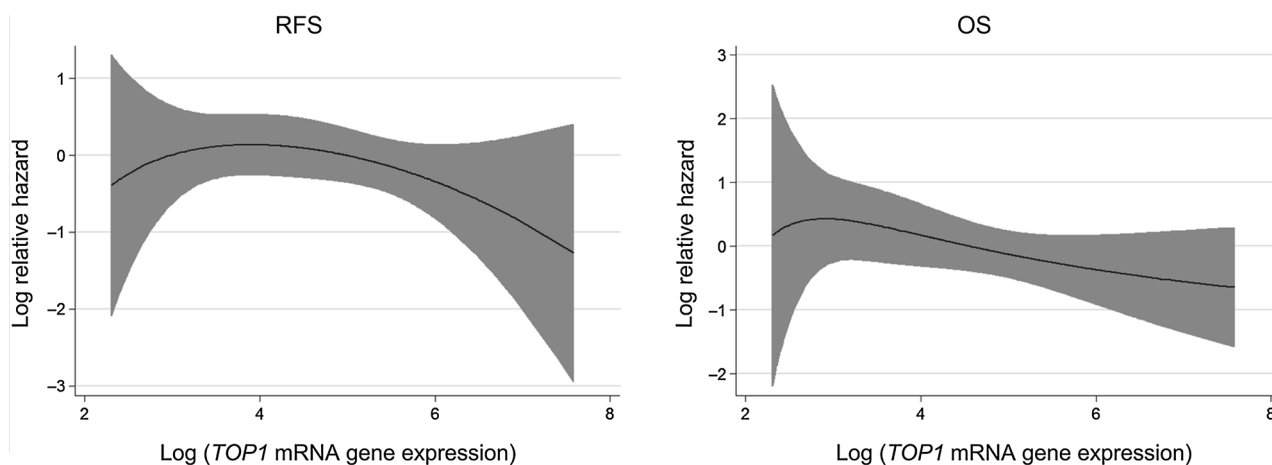 RFS
Log relative hazard
1
0
–1
–2
–3
2 4 6 8
Log (TOP1 mRNA gene expression)
OS
Log relative hazard
3
2
1
0
–1
–2
2 4 6 8
Log (TOP1 mRNA gene expression)